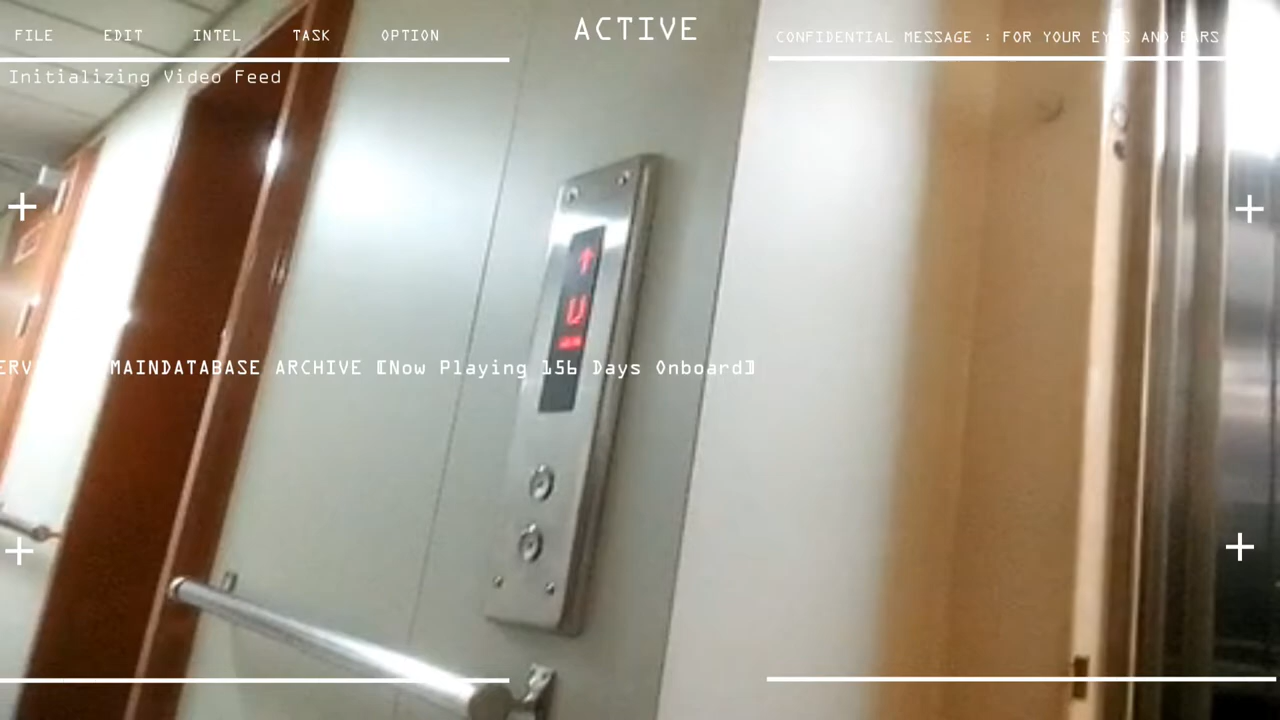 FILE EDIT INTEL TASK OPTION
ACTIVE
CONFIDENTIAL MESSAGE : FOR YOUR EYES AND EARS
Initializing Video Feed
MAINDATABASE ARCHIVE [Now Playing 156 Days Onboard]
U